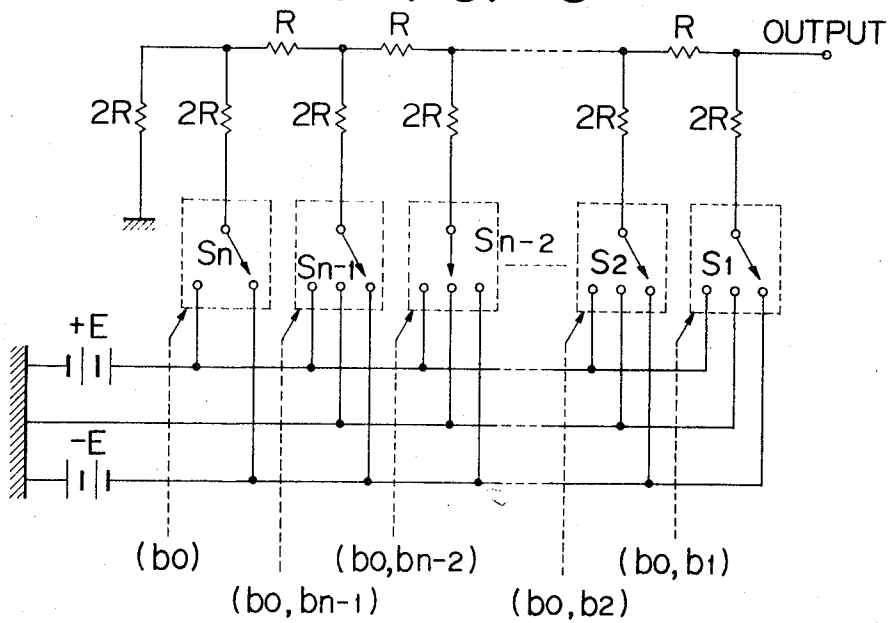 R R R OUTPUT
2R 2R 2R 2R 2R 2R
Sn Sn-1 Sn-2 S2 S1
+E
-E
(bo) (bo,bn-2) (bo,b1)
(bo,bn-1) (bo,b2)